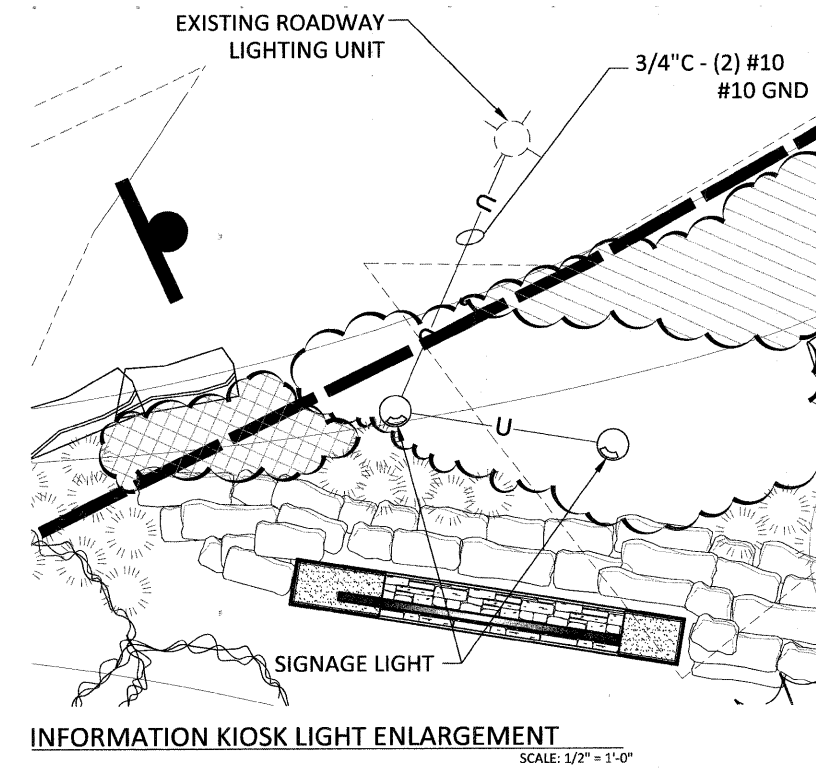 EXISTING ROADWAY
LIGHTING UNIT
3/4"C - (2) #10
#10 GND
U
U
SIGNAGE LIGHT
INFORMATION KIOSK LIGHT ENLARGEMENT
SCALE: 1/2" = 1'-0"